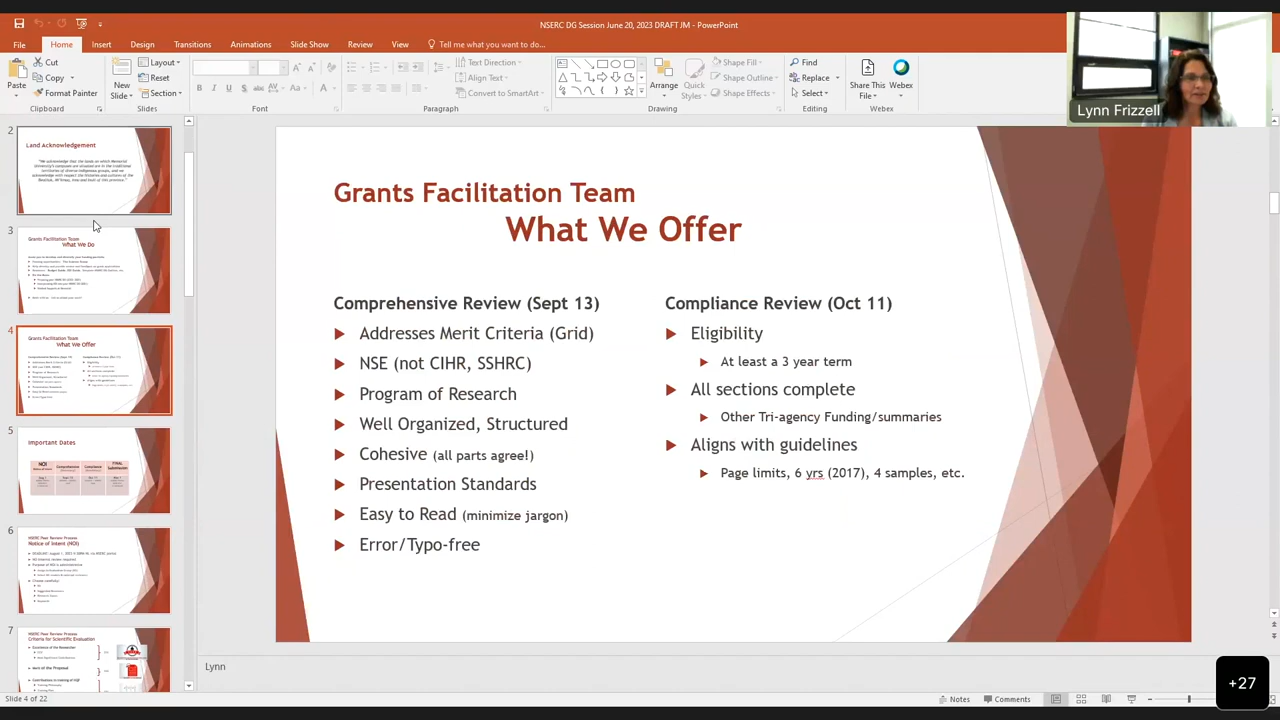 NSERC DG Session June 20, 2023 DRAFT JM - PowerPoint
File Home Insert Design Transitions Animations Slide Show Review View Tell me what you want to do...
Cut
Copy
Format Painter
Paste
Clipboard
New Slide
Layout
Reset
Section
Slides
Font
Text Direction
Align Text
Convert to SmartArt
Paragraph
Arrange
Quick Styles
Shape Fill
Shape Outline
Shape Effects
Drawing
Find
Replace
Select
Editing
Share This File
Webex
Webex
Lynn Frizzell
2
Land Acknowledgement
3
Grants Facilitation Team
What We Do
4
Grants Facilitation Team
What We Offer
5
Important Dates
6
NSERC Peer Review Process
Notice of Intent (NOI)
7
NSERC Peer Review Process
Criteria for Scientific Evaluation
Grants Facilitation Team
What We Offer
Comprehensive Review (Sept 13)
Addresses Merit Criteria (Grid)
NSE (not CIHR, SSHRC)
Program of Research
Well Organized, Structured
Cohesive (all parts agree!)
Presentation Standards
Easy to Read (minimize jargon)
Error/Typo-free
Compliance Review (Oct 11)
Eligibility
At least a 3 year term
All sections complete
Other Tri-agency Funding/summaries
Aligns with guidelines
Page limits, 6 yrs (2017), 4 samples, etc.
Lynn
Slide 4 of 22
Notes
Comments
+27